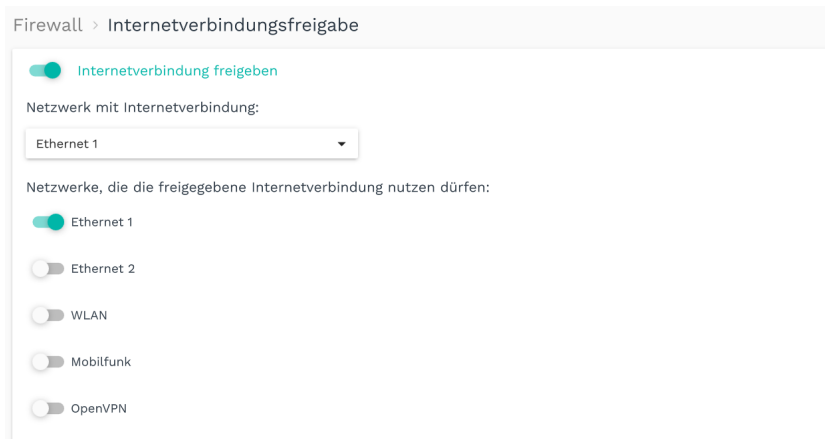 Firewall > Internetverbindungsfreigabe
Internetverbindung freigeben
Netzwerk mit Internetverbindung:
Ethernet 1
Netzwerke, die die freigegebene Internetverbindung nutzen dürfen:
Ethernet 1
Ethernet 2
WLAN
Mobilfunk
OpenVPN